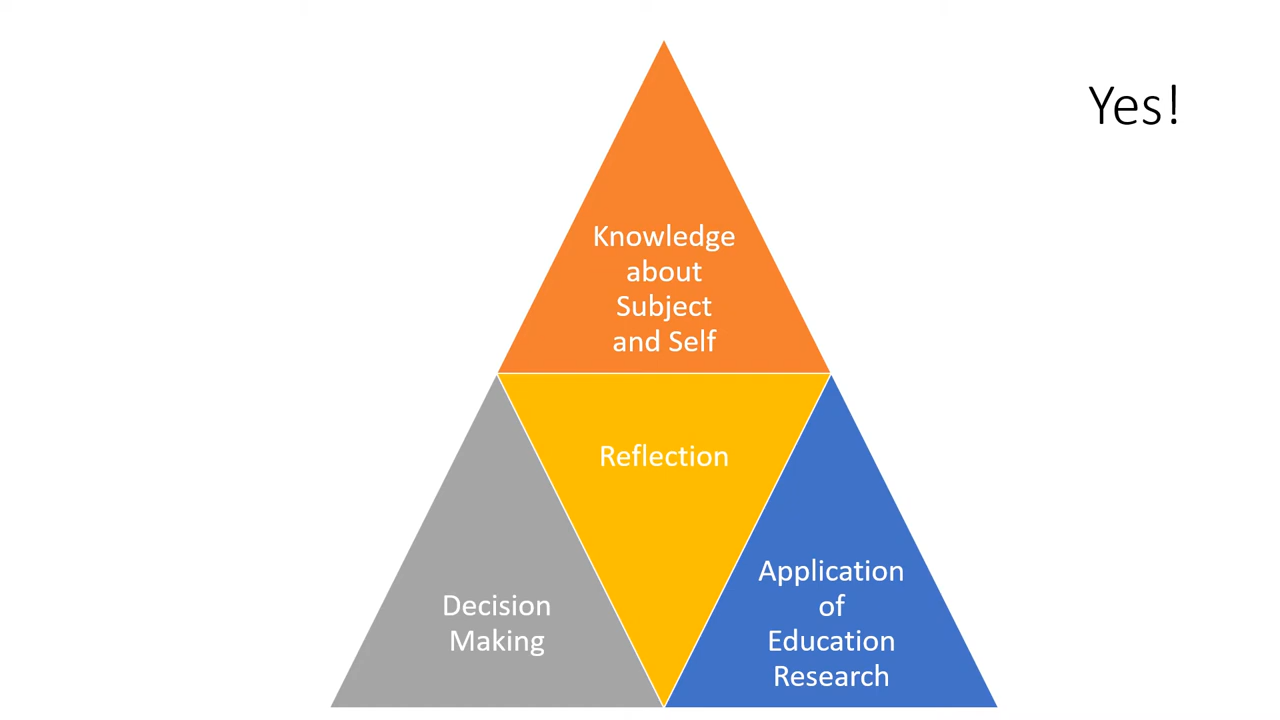 Yes!
Knowledge
about
Subject
and Self
Reflection
Decision
Making
Application
of
Education
Research